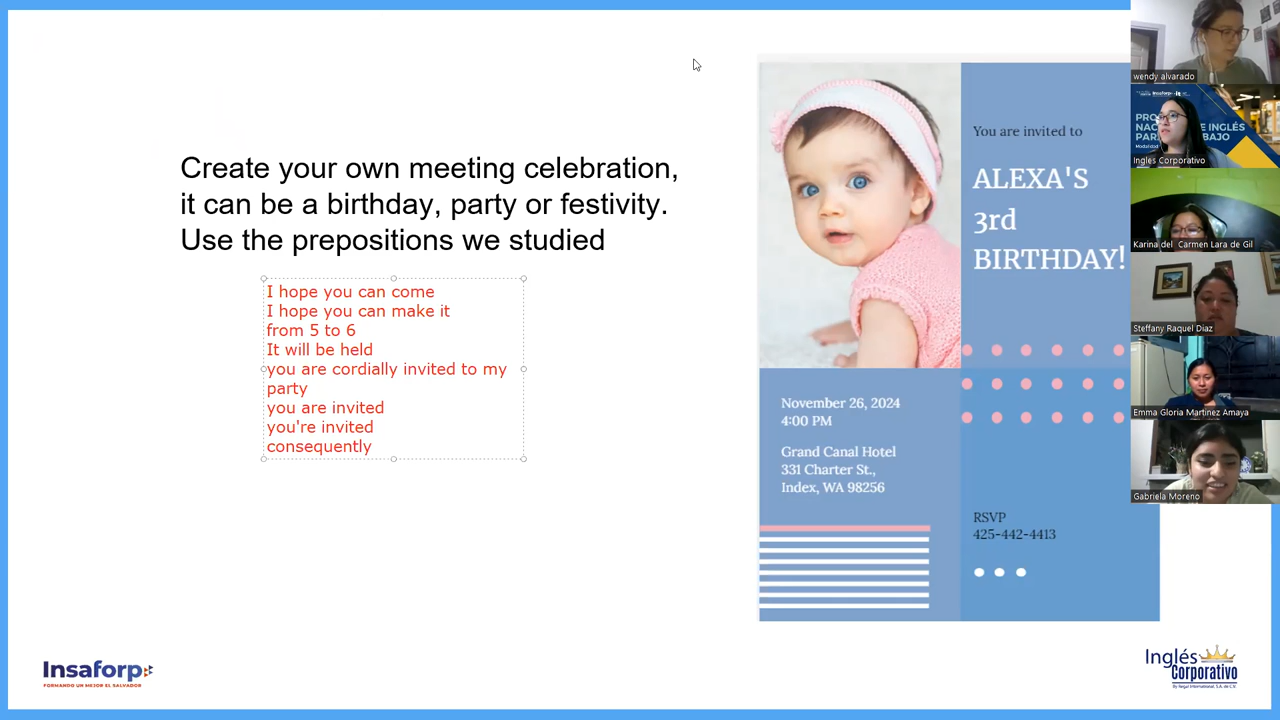 Create your own meeting celebration,
it can be a birthday, party or festivity.
Use the prepositions we studied
I hope you can come
I hope you can make it
from 5 to 6
It will be held
you are cordially invited to my
party
you are invited
you're invited
consequently
You are invited to
ALEXA'S
3rd
BIRTHDAY!
November 26, 2024
4:00 PM
Grand Canal Hotel
331 Charter St.,
Index, WA 98256
RSVP
425-442-4413
wendy alvarado
Insaforp
Inglés Corporativo
Karina del Carmen Lara de Gil
Steffany Raquel Diaz
Emma Gloria Martinez Amaya
Gabriela Moreno
Insaforp
FORMANDO UN MEJOR EL SALVADOR
Inglés
Corporativo